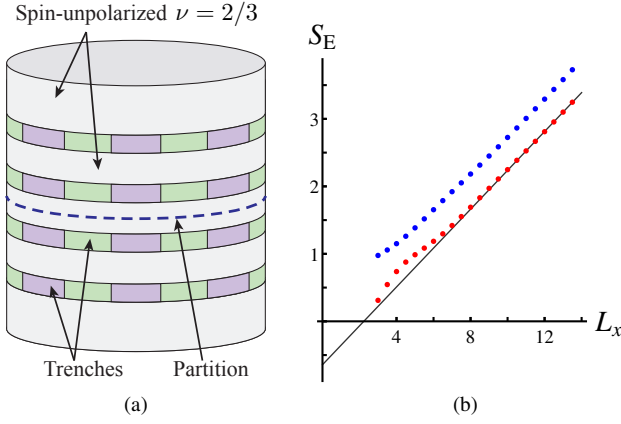 Spin-unpolarized ν = 2/3
Trenches
Partition
(a)
S_E
3
2
1
4
8
12
L_x
(b)